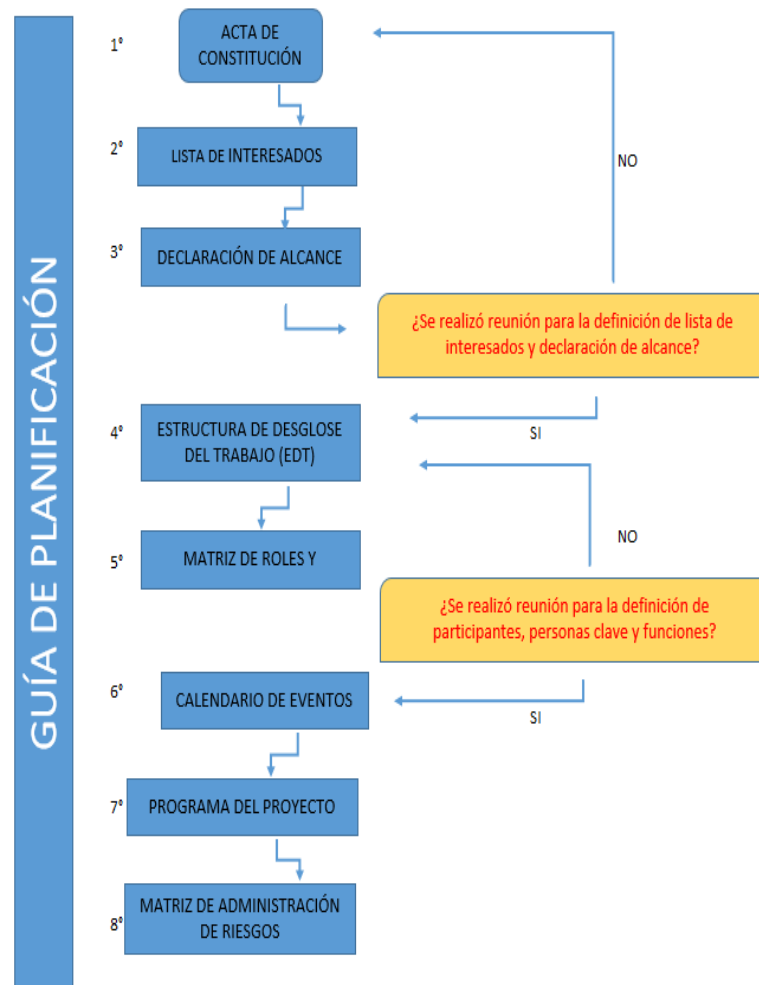 GUÍA DE PLANIFICACIÓN
1°
ACTA DE
CONSTITUCIÓN
NO
2°
LISTA DE INTERESADOS
3°
DECLARACIÓN DE ALCANCE
¿Se realizó reunión para la definición de lista de
interesados y declaración de alcance?
SI
4°
ESTRUCTURA DE DESGLOSE
DEL TRABAJO (EDT)
NO
5°
MATRIZ DE ROLES Y
¿Se realizó reunión para la definición de
participantes, personas clave y funciones?
SI
6°
CALENDARIO DE EVENTOS
7°
PROGRAMA DEL PROYECTO
8°
MATRIZ DE ADMINISTRACIÓN
DE RIESGOS